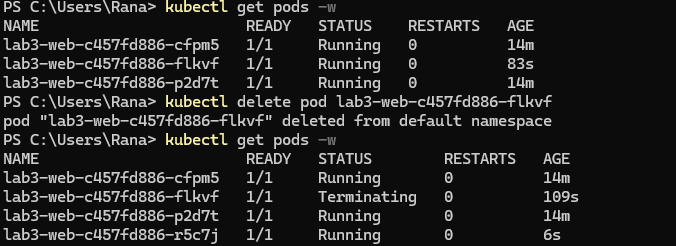 PS C:\Users\Rana> kubectl get pods -w
NAME READY STATUS RESTARTS AGE
lab3-web-c457fd886-cfpm5 1/1 Running 0 14m
lab3-web-c457fd886-flkvf 1/1 Running 0 83s
lab3-web-c457fd886-p2d7t 1/1 Running 0 14m
PS C:\Users\Rana> kubectl delete pod lab3-web-c457fd886-flkvf
pod "lab3-web-c457fd886-flkvf" deleted from default namespace
PS C:\Users\Rana> kubectl get pods -w
NAME READY STATUS RESTARTS AGE
lab3-web-c457fd886-cfpm5 1/1 Running 0 14m
lab3-web-c457fd886-flkvf 1/1 Terminating 0 109s
lab3-web-c457fd886-p2d7t 1/1 Running 0 14m
lab3-web-c457fd886-r5c7j 1/1 Running 0 6s